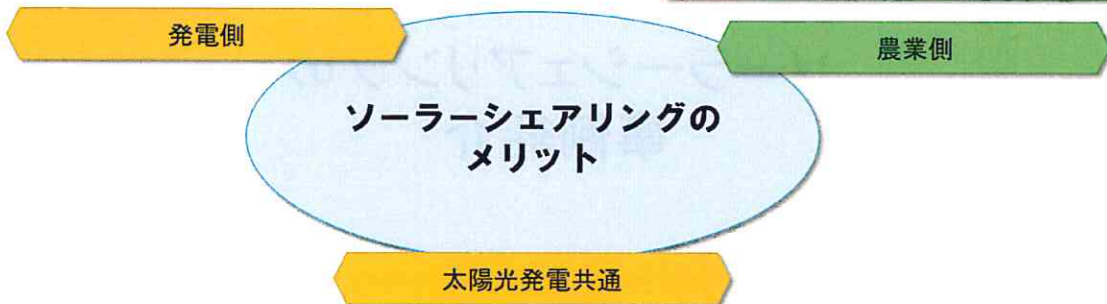 発電側
農業側
ソーラーシェアリングの
メリット
太陽光発電共通